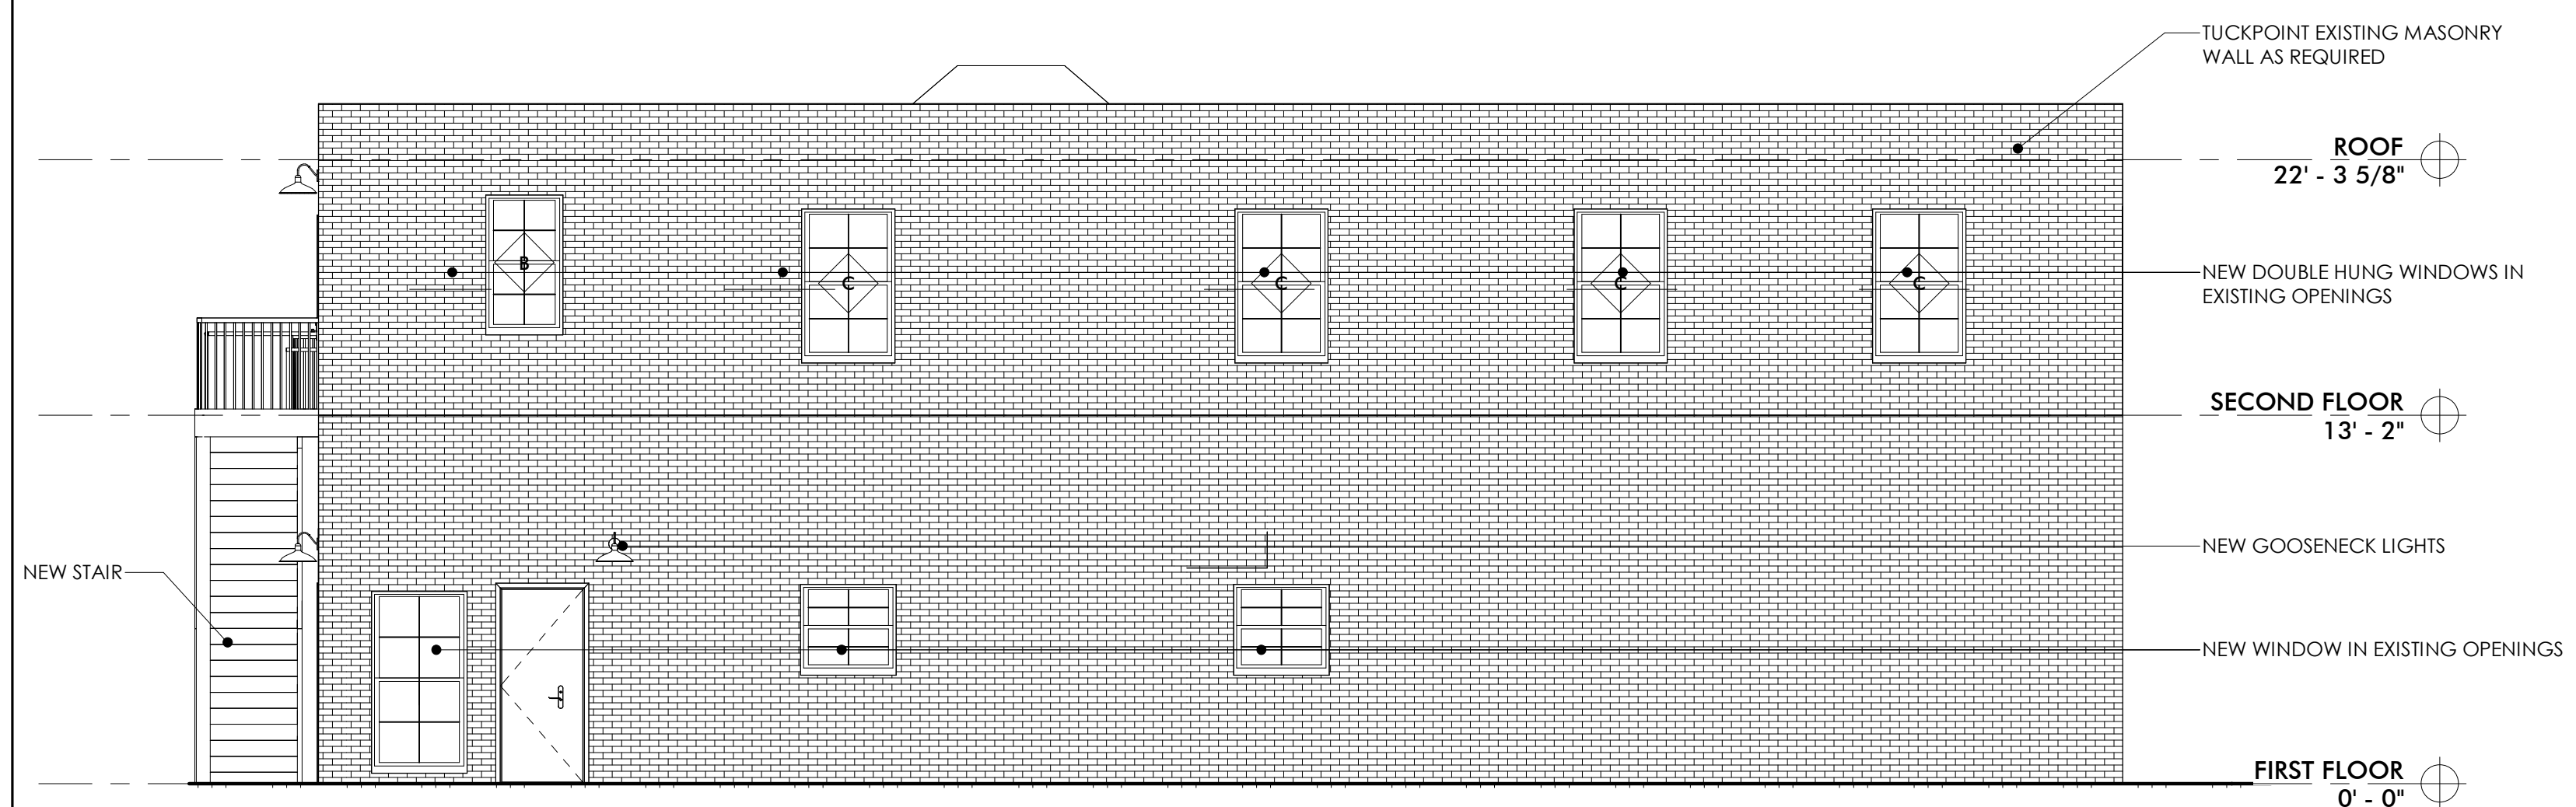 TUCKPOINT EXISTING MASONRY
WALL AS REQUIRED
ROOF
22' - 3 5/8"
B
C
C
C
C
NEW DOUBLE HUNG WINDOWS IN
EXISTING OPENINGS
SECOND FLOOR
13' - 2"
NEW GOOSENECK LIGHTS
NEW STAIR
NEW WINDOW IN EXISTING OPENINGS
FIRST FLOOR
0' - 0"